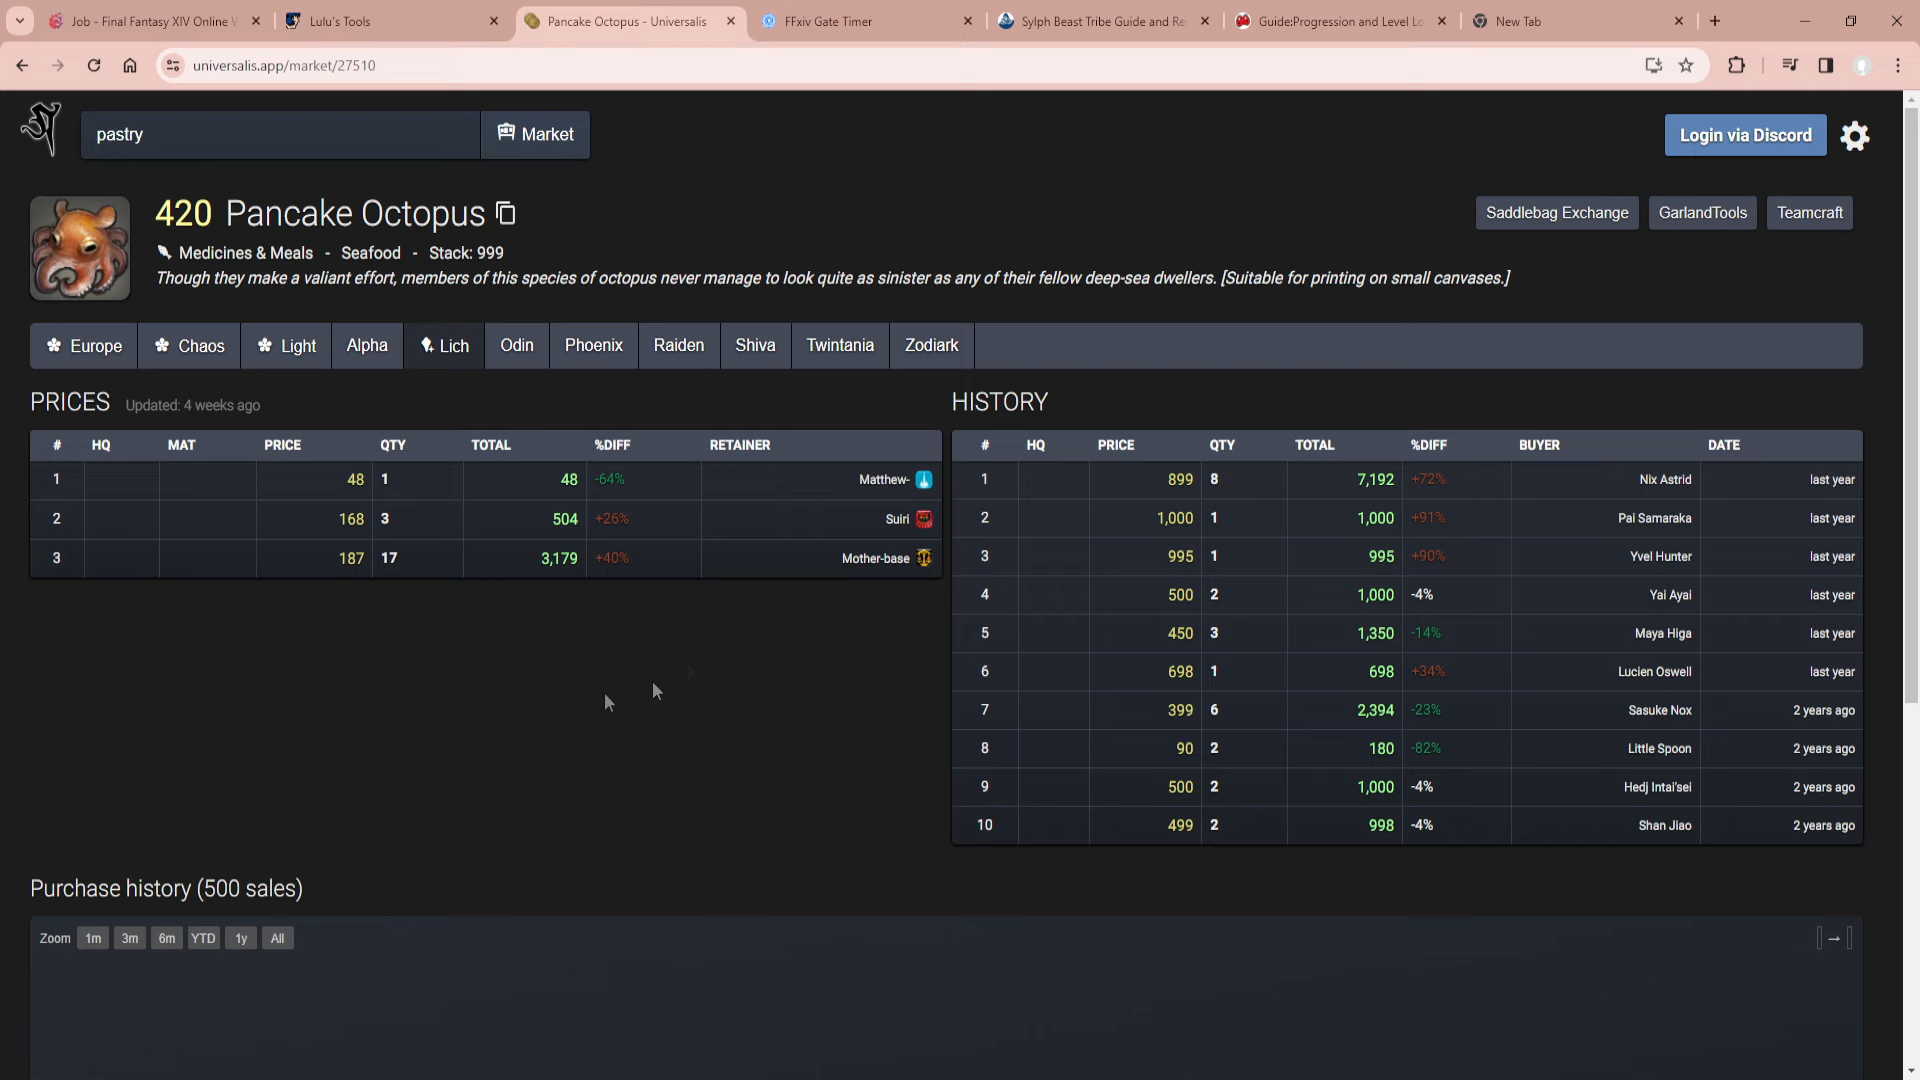 Job - Final Fantasy XIV Online W
Lulu's Tools
Pancake Octopus - Universalis
FFxiv Gate Timer
Sylph Beast Tribe Guide and Re
Guide:Progression and Level Lo
New Tab
universalis.app/market/27510
pastry
Market
Login via Discord
420 Pancake Octopus
Saddlebag Exchange
GarlandTools
Teamcraft
Medicines & Meals - Seafood - Stack: 999
Though they make a valiant effort, members of this species of octopus never manage to look quite as sinister as any of their fellow deep-sea dwellers. [Suitable for printing on small canvases.]
Europe Chaos Light Alpha Lich Odin Phoenix Raiden Shiva Twintania Zodiark
PRICES Updated: 4 weeks ago
# HQ MAT PRICE QTY TOTAL %DIFF RETAINER
1 48 1 48 -64% Matthew-
2 168 3 504 +26% Suiri
3 187 17 3,179 +40% Mother-base
HISTORY
# HQ PRICE QTY TOTAL %DIFF BUYER DATE
1 899 8 7,192 +72% Nix Astrid last year
2 1,000 1 1,000 +91% Pai Samaraka last year
3 995 1 995 +90% Yvel Hunter last year
4 500 2 1,000 -4% Yai Ayai last year
5 450 3 1,350 -14% Maya Higa last year
6 698 1 698 +34% Lucien Oswell last year
7 399 6 2,394 -23% Sasuke Nox 2 years ago
8 90 2 180 -82% Little Spoon 2 years ago
9 500 2 1,000 -4% Hedj Intai'sei 2 years ago
10 499 2 998 -4% Shan Jiao 2 years ago
Purchase history (500 sales)
Zoom 1m 3m 6m YTD 1y All →